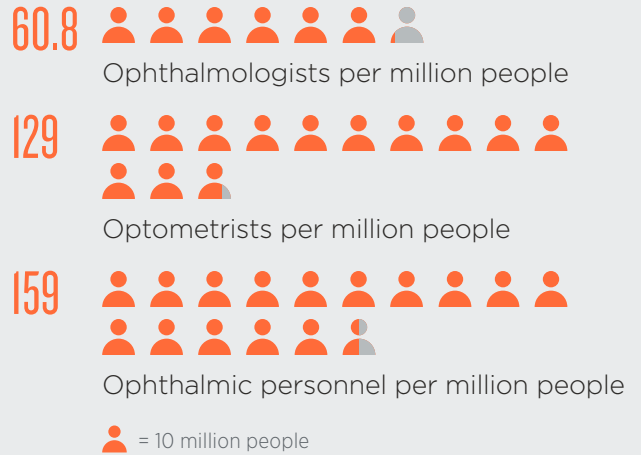 60.8
Ophthalmologists per million people
129
Optometrists per million people
159
Ophthalmic personnel per million people
= 10 million people